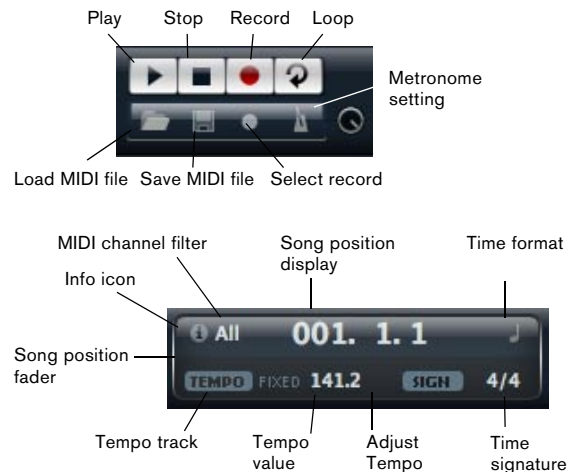 Play
Stop
Record
Loop
Metronome
setting
Load MIDI file
Save MIDI file
Select record
MIDI channel filter
Song position
display
Time format
Info icon
Song position
fader
i All 001. 1. 1
TEMPO FIXED 141.2 SIGN 4/4
Tempo track
Tempo
value
Adjust
Tempo
Time
signature